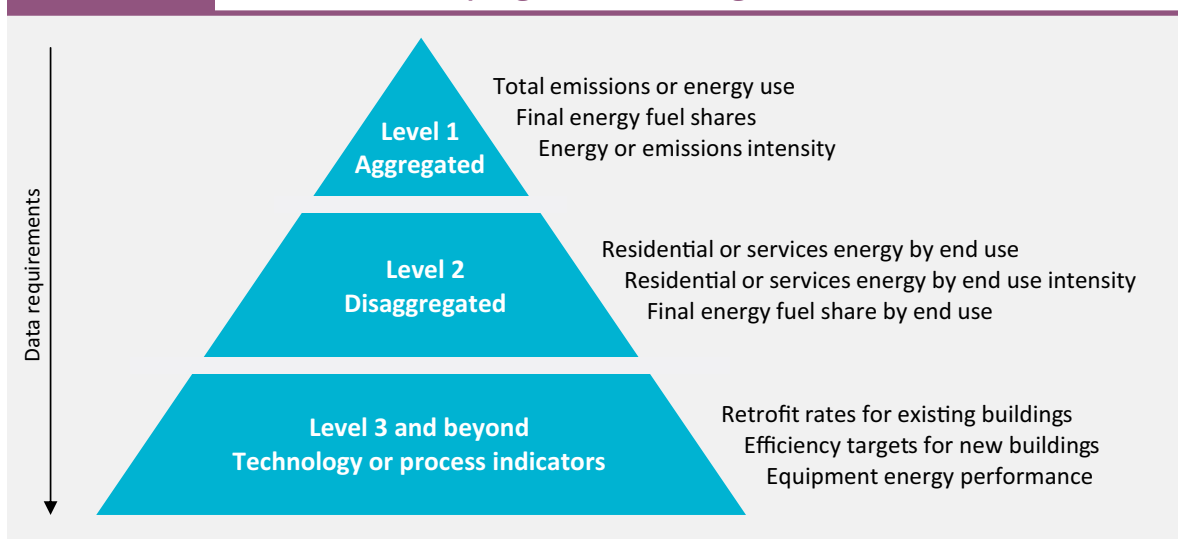 Total emissions or energy use
Final energy fuel shares
Energy or emissions intensity
Level 1
Aggregated
Residential or services energy by end use
Residential or services energy by end use intensity
Final energy fuel share by end use
Level 2
Disaggregated
Retrofit rates for existing buildings
Efficiency targets for new buildings
Equipment energy performance
Level 3 and beyond
Technology or process indicators
Data requirements